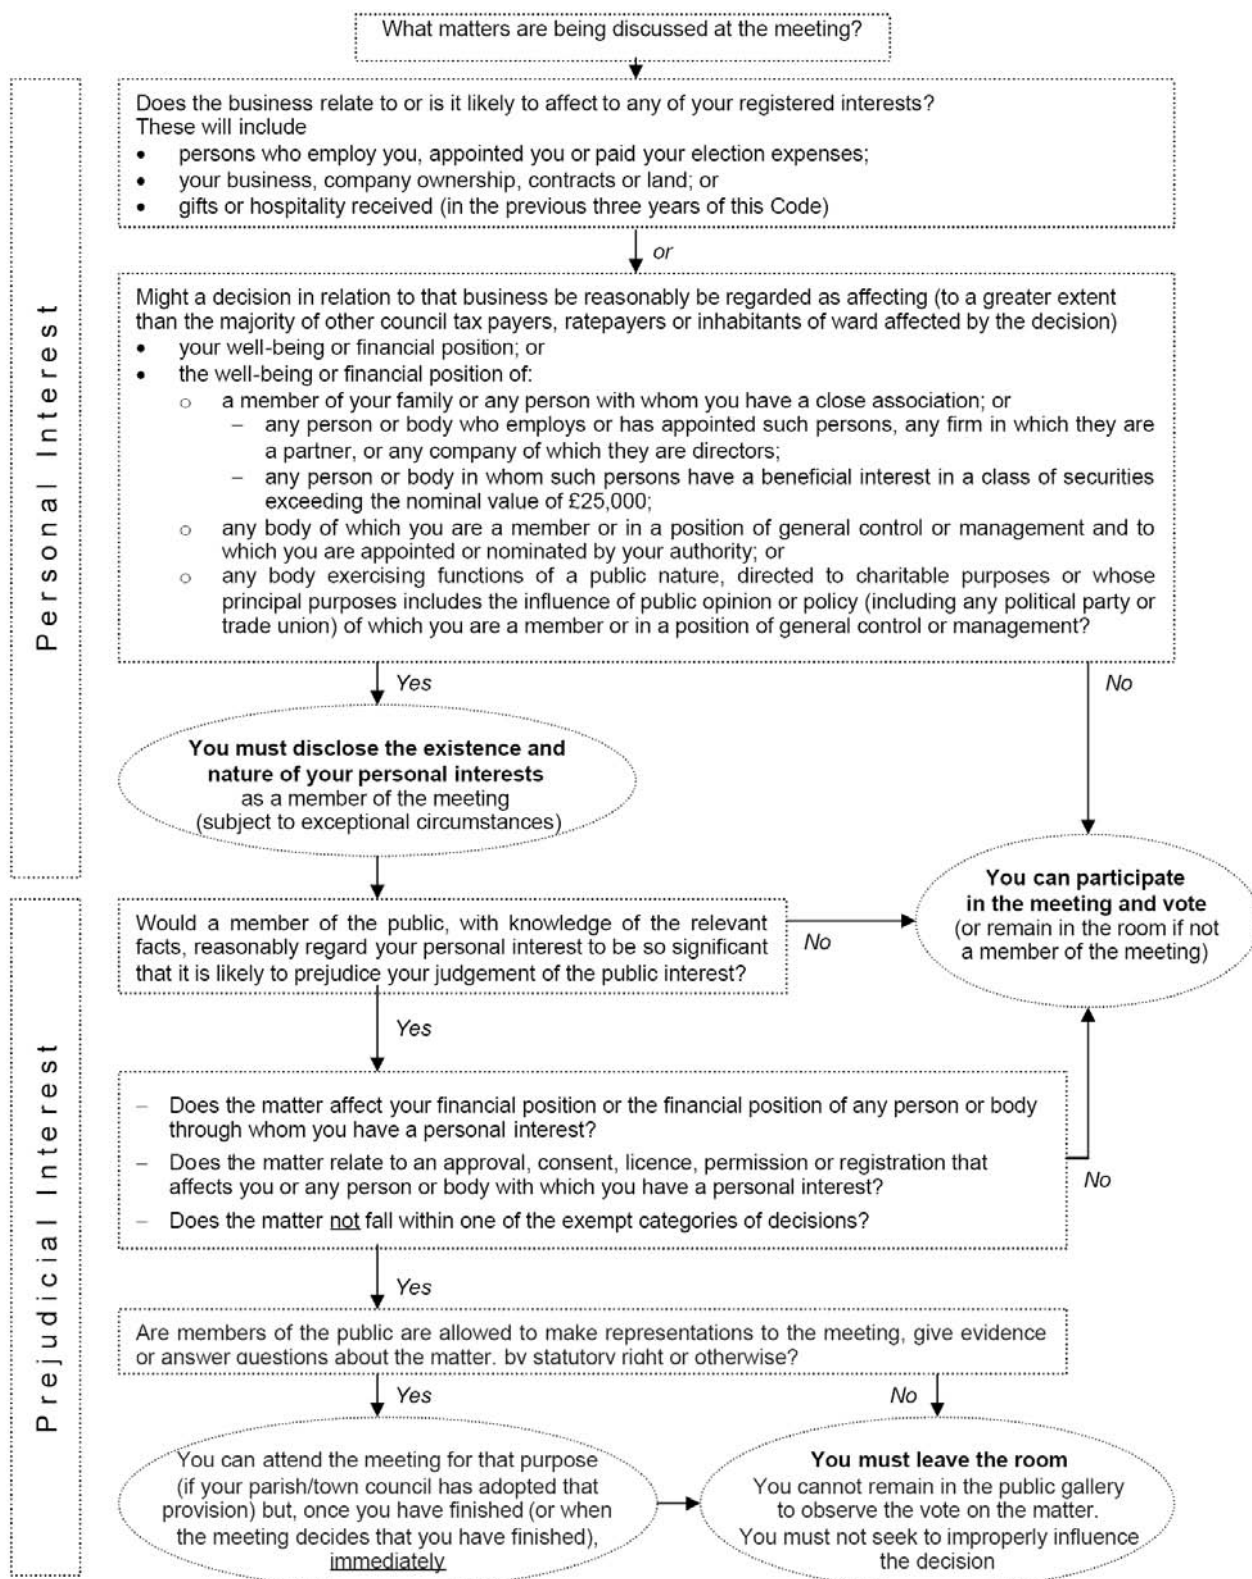 What matters are being discussed at the meeting?
Personal Interest
Does the business relate to or is it likely to affect to any of your registered interests?
These will include
• persons who employ you, appointed you or paid your election expenses;
• your business, company ownership, contracts or land; or
• gifts or hospitality received (in the previous three years of this Code)
or
Might a decision in relation to that business be reasonably be regarded as affecting (to a greater extent
than the majority of other council tax payers, ratepayers or inhabitants of ward affected by the decision)
• your well-being or financial position; or
• the well-being or financial position of:
○ a member of your family or any person with whom you have a close association; or
– any person or body who employs or has appointed such persons, any firm in which they are
a partner, or any company of which they are directors;
– any person or body in whom such persons have a beneficial interest in a class of securities
exceeding the nominal value of £25,000;
○ any body of which you are a member or in a position of general control or management and to
which you are appointed or nominated by your authority; or
○ any body exercising functions of a public nature, directed to charitable purposes or whose
principal purposes includes the influence of public opinion or policy (including any political party or
trade union) of which you are a member or in a position of general control or management?
Yes
No
You must disclose the existence and
nature of your personal interests
as a member of the meeting
(subject to exceptional circumstances)
You can participate
in the meeting and vote
(or remain in the room if not
a member of the meeting)
Prejudicial Interest
Would a member of the public, with knowledge of the relevant
facts, reasonably regard your personal interest to be so significant
that it is likely to prejudice your judgement of the public interest?
No
Yes
– Does the matter affect your financial position or the financial position of any person or body
through whom you have a personal interest?
– Does the matter relate to an approval, consent, licence, permission or registration that
affects you or any person or body with which you have a personal interest?
– Does the matter not fall within one of the exempt categories of decisions?
No
Yes
Are members of the public are allowed to make representations to the meeting, give evidence
or answer questions about the matter, by statutory right or otherwise?
Yes
No
You can attend the meeting for that purpose
(if your parish/town council has adopted that
provision) but, once you have finished (or when
the meeting decides that you have finished),
immediately
You must leave the room
You cannot remain in the public gallery
to observe the vote on the matter.
You must not seek to improperly influence
the decision